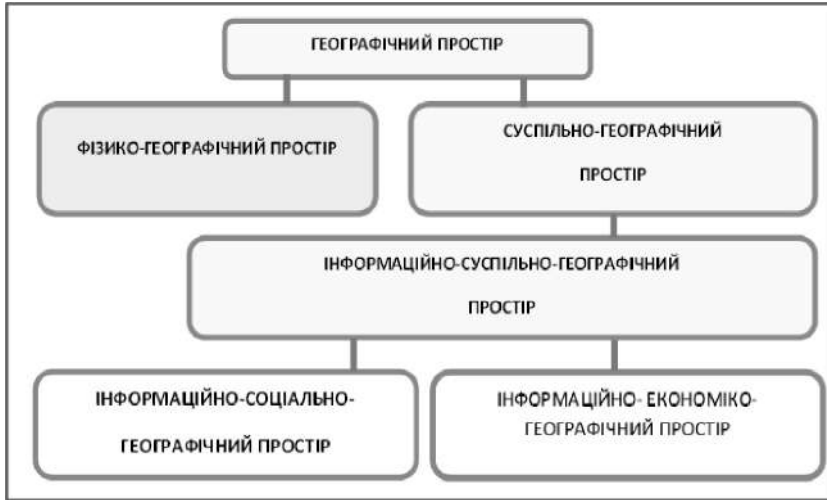 ГЕОГРАФІЧНИЙ ПРОСТІР
ФІЗИКО-ГЕОГРАФІЧНИЙ ПРОСТІР
СУСПІЛЬНО-ГЕОГРАФІЧНИЙ
ПРОСТІР
ІНФОРМАЦІЙНО-СУСПІЛЬНО-ГЕОГРАФІЧНИЙ
ПРОСТІР
ІНФОРМАЦІЙНО-СОЦІАЛЬНО-
ГЕОГРАФІЧНИЙ ПРОСТІР
ІНФОРМАЦІЙНО- ЕКОНОМІКО-
ГЕОГРАФІЧНИЙ ПРОСТІР